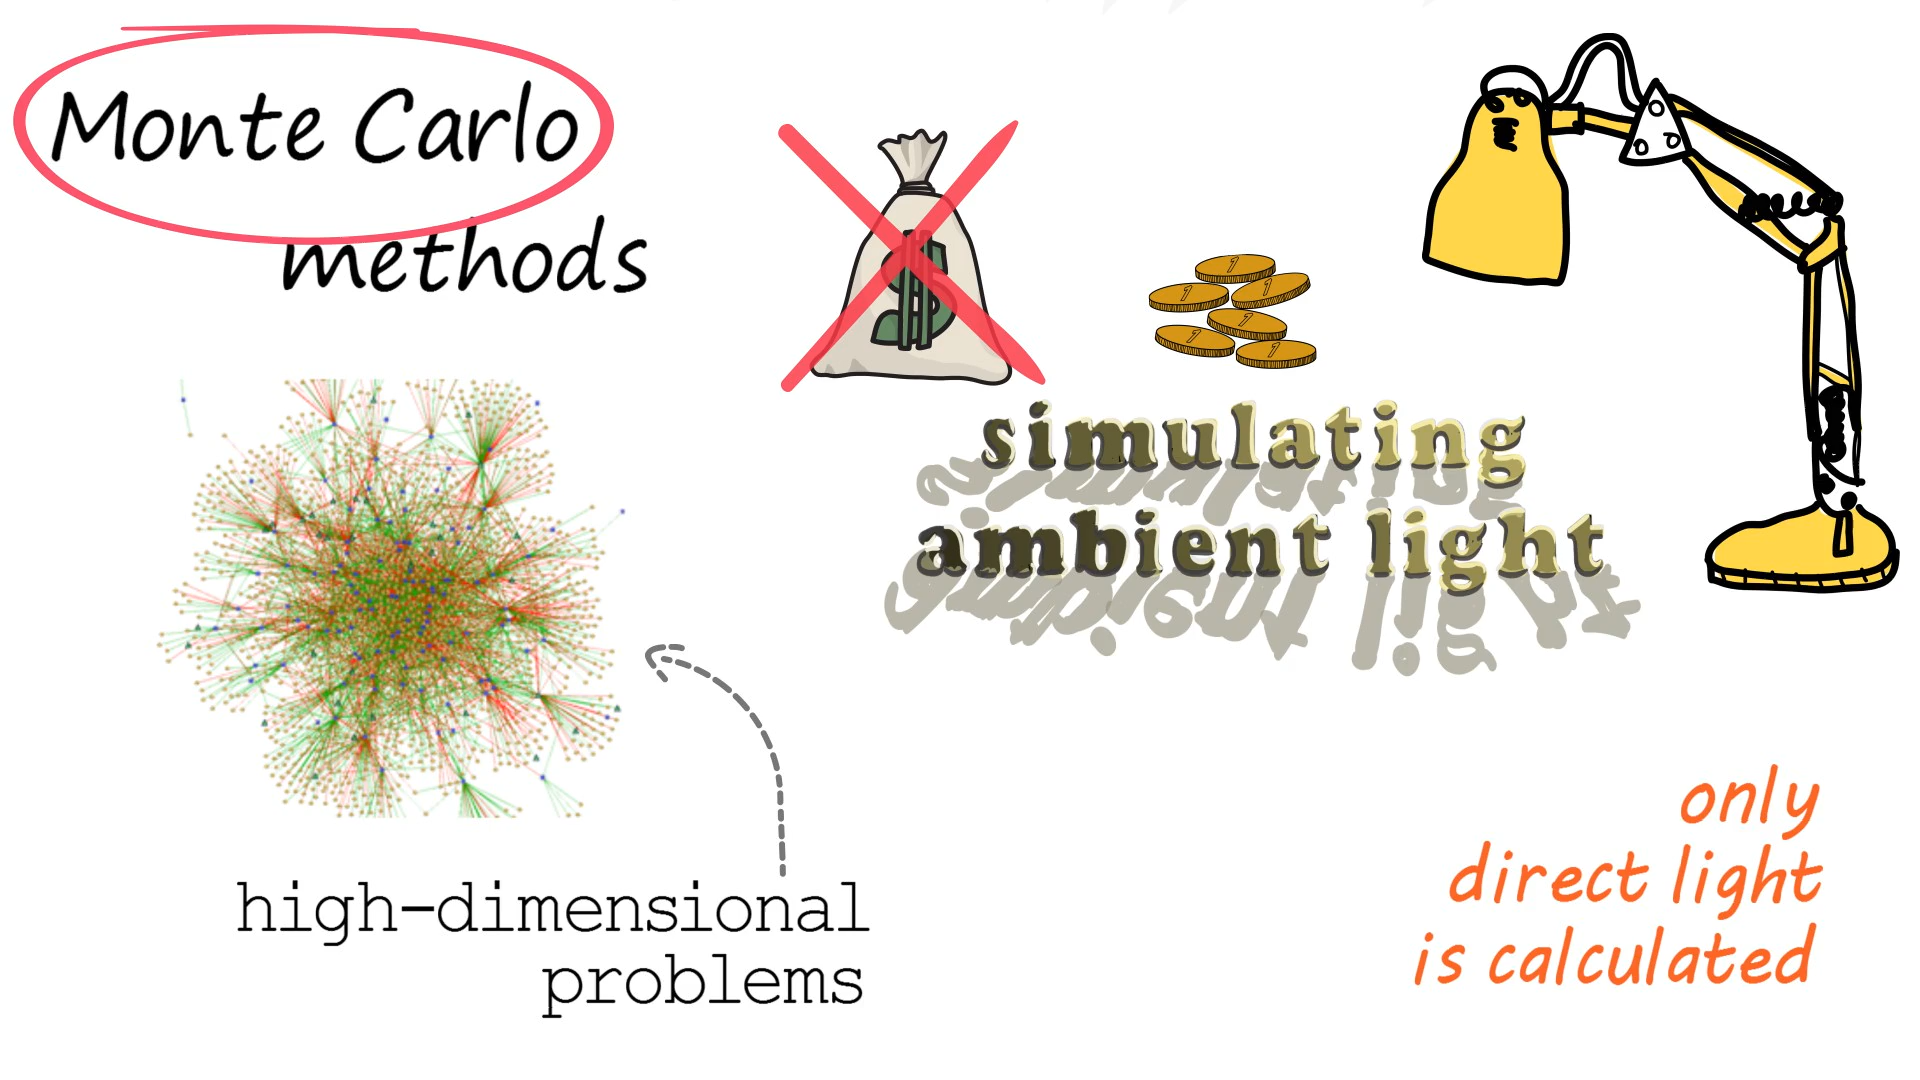 Monte Carlo
methods
simulating
ambient light
high-dimensional
problems
only
direct light
is calculated